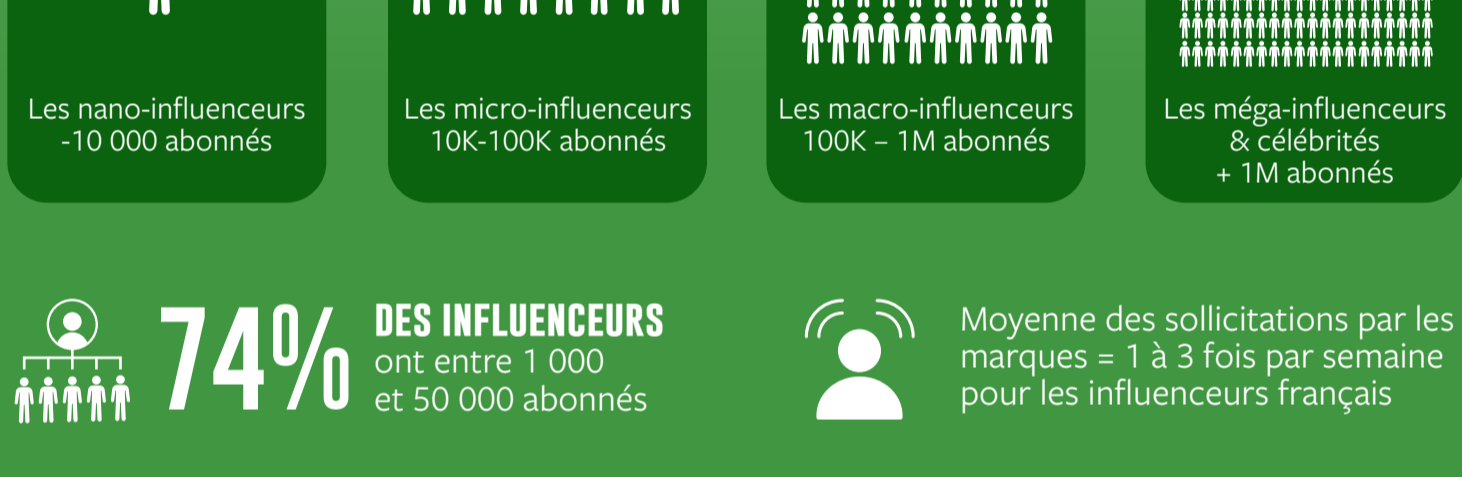 Les nano-influenceurs
-10 000 abonnés
Les micro-influenceurs
10K-100K abonnés
Les macro-influenceurs
100K – 1M abonnés
Les méga-influenceurs
& célébrités
+ 1M abonnés
74%
DES INFLUENCEURS
ont entre 1 000
et 50 000 abonnés
Moyenne des sollicitations par les
marques = 1 à 3 fois par semaine
pour les influenceurs français